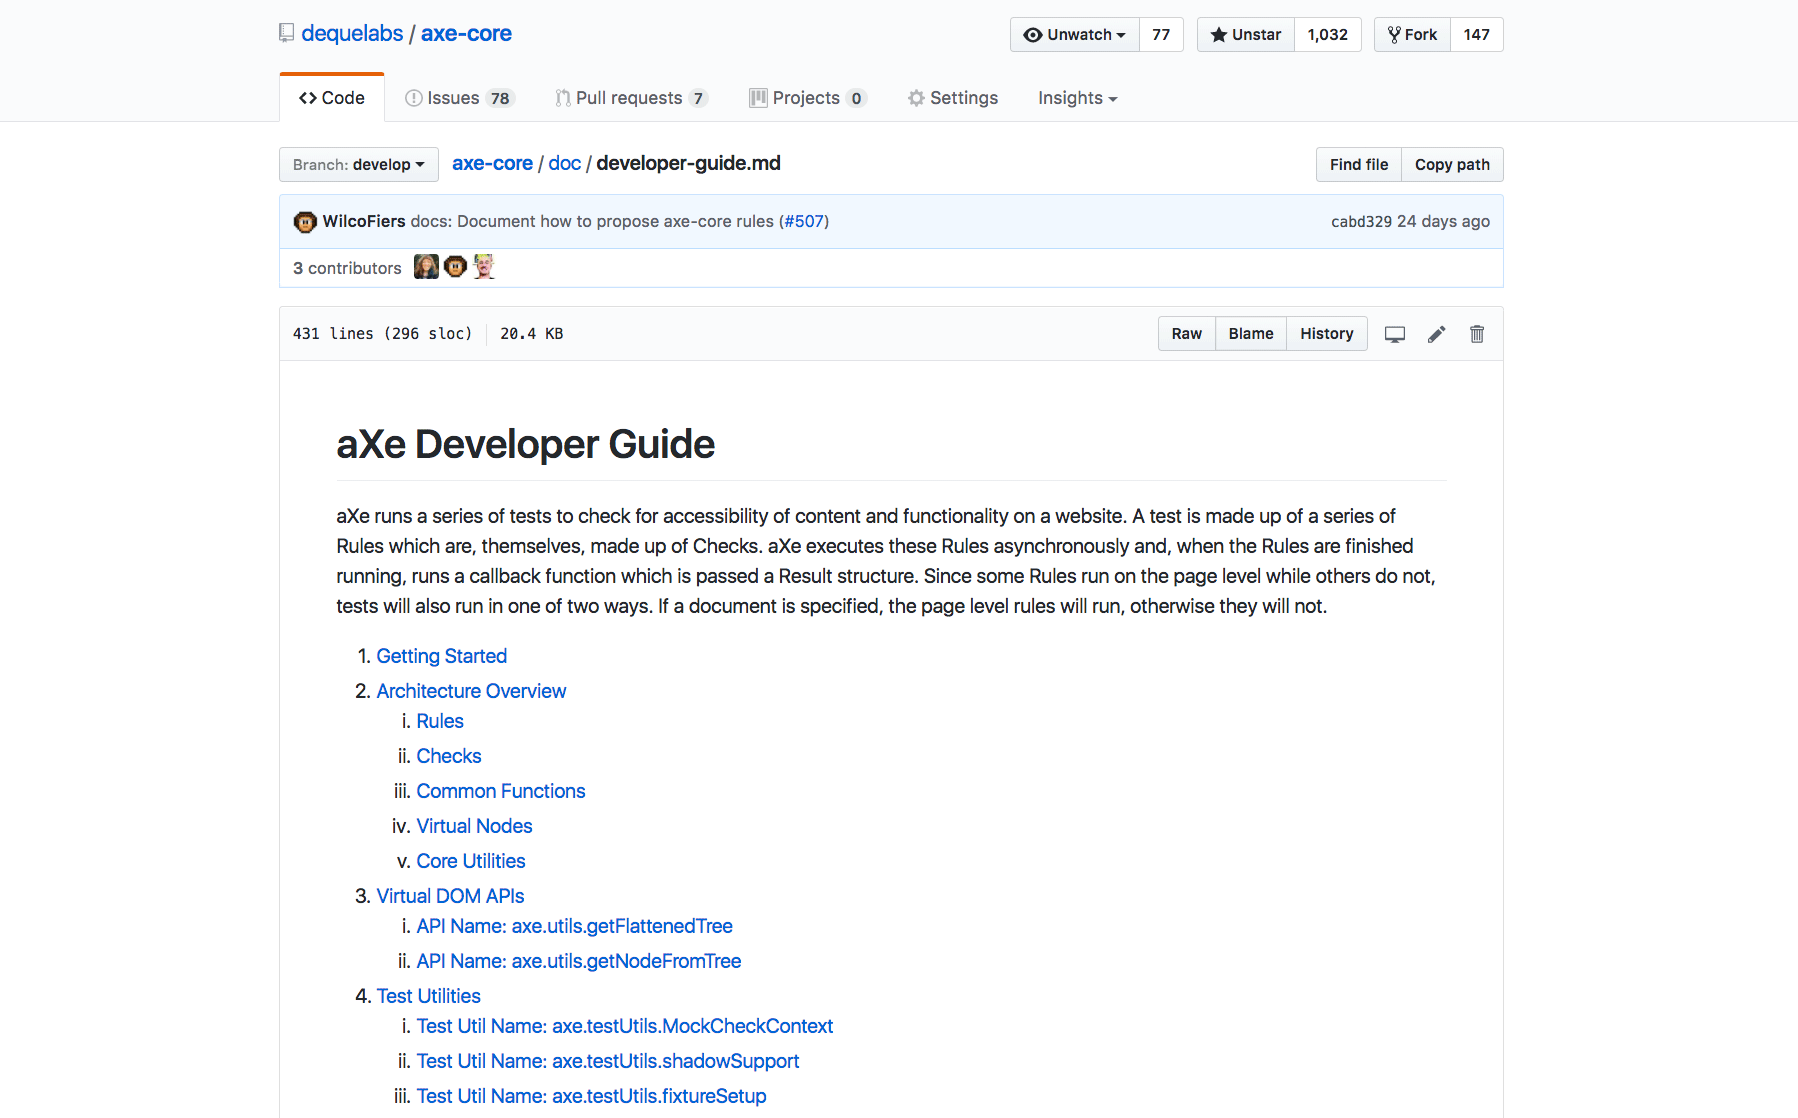 dequelabs / axe-core
Unwatch 77 Unstar 1,032 Fork 147
Code Issues 78 Pull requests 7 Projects 0 Settings Insights
Branch: develop axe-core / doc / developer-guide.md Find file Copy path
WilcoFiers docs: Document how to propose axe-core rules (#507) cabd329 24 days ago
3 contributors
431 lines (296 sloc) 20.4 KB Raw Blame History
aXe Developer Guide
aXe runs a series of tests to check for accessibility of content and functionality on a website. A test is made up of a series of
Rules which are, themselves, made up of Checks. aXe executes these Rules asynchronously and, when the Rules are finished
running, runs a callback function which is passed a Result structure. Since some Rules run on the page level while others do not,
tests will also run in one of two ways. If a document is specified, the page level rules will run, otherwise they will not.
1. Getting Started
2. Architecture Overview
i. Rules
ii. Checks
iii. Common Functions
iv. Virtual Nodes
v. Core Utilities
3. Virtual DOM APIs
i. API Name: axe.utils.getFlattenedTree
ii. API Name: axe.utils.getNodeFromTree
4. Test Utilities
i. Test Util Name: axe.testUtils.MockCheckContext
ii. Test Util Name: axe.testUtils.shadowSupport
iii. Test Util Name: axe.testUtils.fixtureSetup